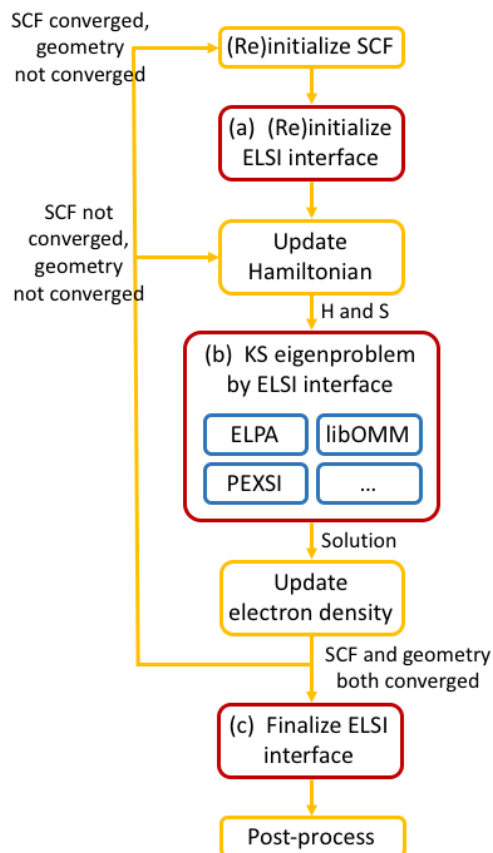 SCF converged,
geometry
not converged
(Re)initialize SCF
(a) (Re)initialize
ELSI interface
SCF not
converged,
geometry
not converged
Update
Hamiltonian
H and S
(b) KS eigenproblem
by ELSI interface
ELPA
libOMM
PEXSI
...
Solution
Update
electron density
SCF and geometry
both converged
(c) Finalize ELSI
interface
Post-process